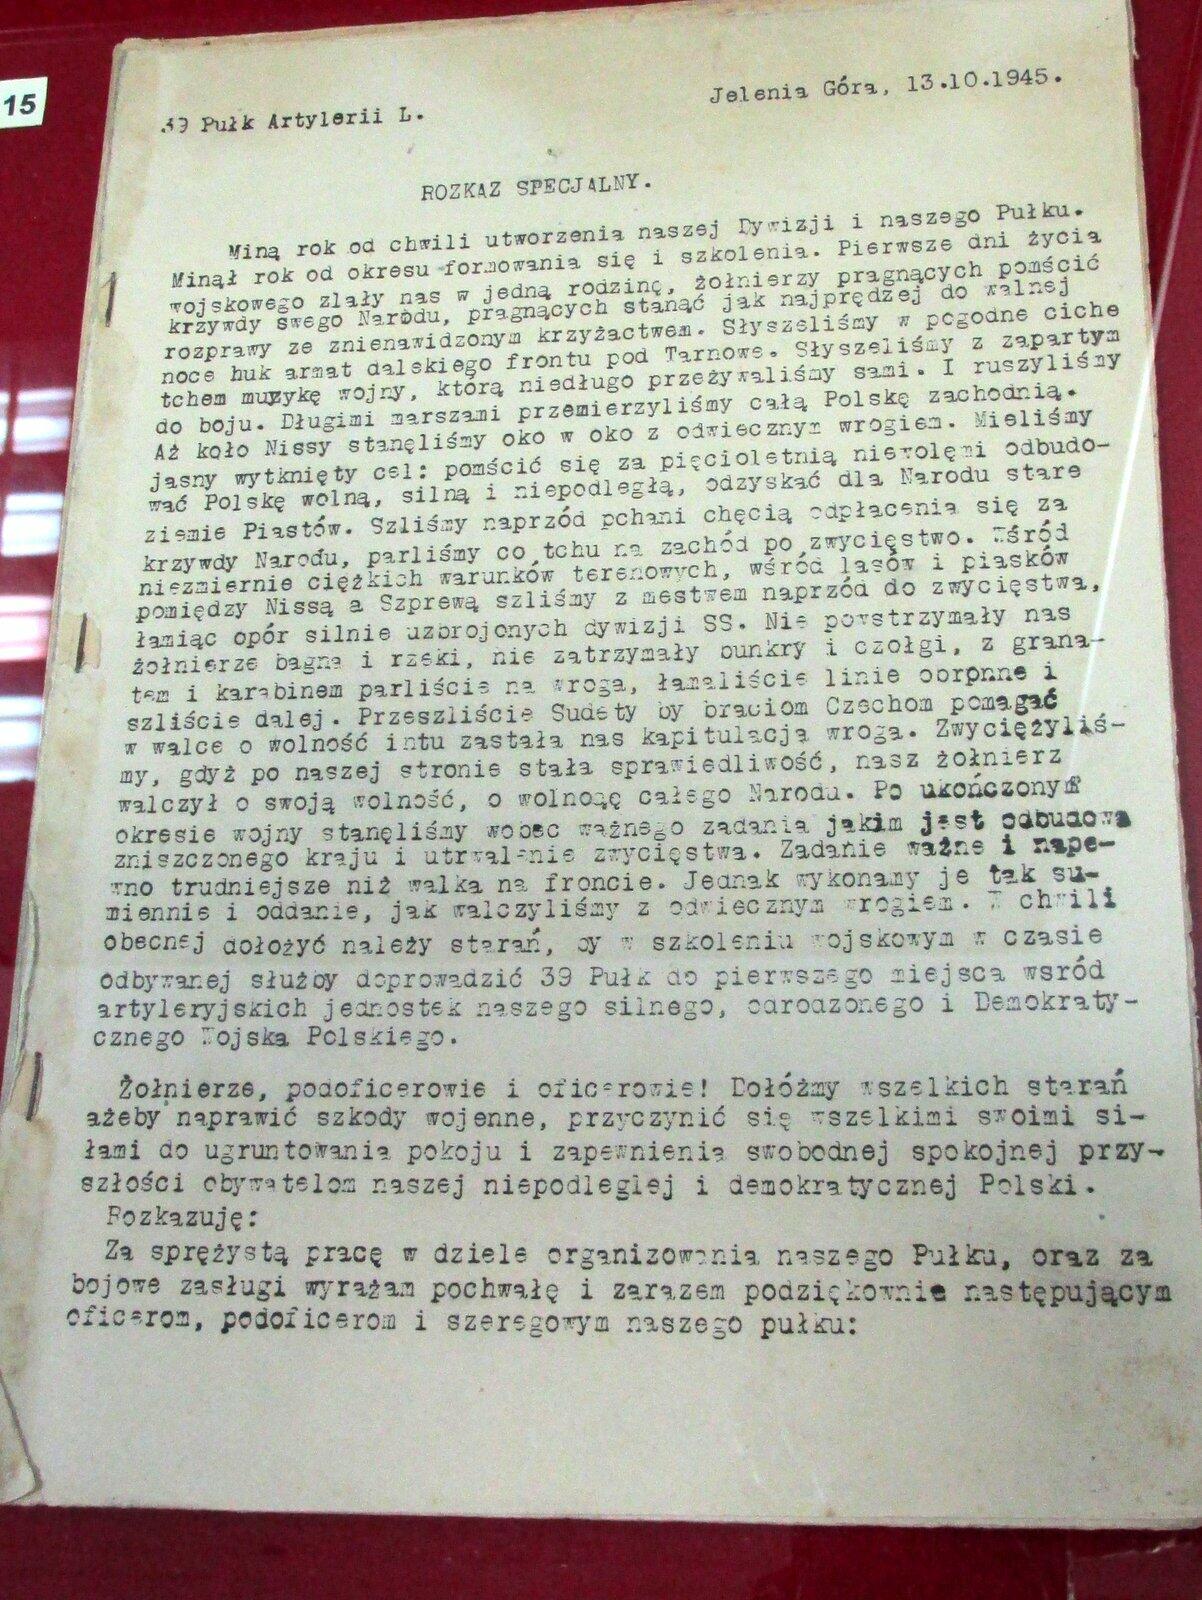 15
Jelenia Góra, 13.10.1945.
39 Pułk Artylerii L.
ROZKAZ SPECJALNY.
Miną rok od chwili utworzenia naszej Dywizji i naszego Pułku.
Minął rok od okresu formowania się i szkolenia. Pierwsze dni życia
wojskowego zlały nas w jedną rodzinę, żołnierzy pragnących pomścić
krzywdy swego Narodu, pragnących stanąć jak najprędzej do walnej
rozprawy ze znienawidzonym krzyżactwem. Słyszeliśmy w pogodne ciche
noce huk armat dalskiego frontu pod Tarnowe. Słyszeliśmy z zapartym
tchem muzykę wojny, którą niedługo przeżywaliśmy sami. I ruszyliśmy
do boju. Długimi marszami przemierzyliśmy całą Polskę zachodnią.
Aż koło Nissy stanęliśmy oko w oko z odwiecznym wrogiem. Mieliśmy
jasny wytknięty cel: pomścić się za pięcioletnią niewolęmi odbudo-
wać Polskę wolną, silną i niepodległą, odzyskać dla Narodu stare
ziemie Piastów. Szliśmy naprzód pchani chęcią odpłacenia się za
krzywdy Narodu, parliśmy co tchu na zachód po zwycięstwo. Wśród
niezmiernie ciężkich warunków terenowych, wśród lasów i piasków
pomiędzy Nissą a Szprewą szliśmy z mestwem naprzód do zwycięstwa,
łamiąc opór silnie uzbrojonych dywizji SS. Nie powstrzymały nas
żołnierze bagna i rzeki, nie zatrzymały bunkry i czołgi, z grana-
tem i karabinem parliście na wroga, łamaliście linie obrpnne i
szliście dalej. Przeszliście Sudety by braciom Czechom pomagać
w walce o wolność intu zastała nas kapitulacja wroga. Zwyciężyliś-
my, gdyż po naszej stronie stała sprawiedliwość, nasz żołnierz
walczył o swoją wolność, o wolnoąę całego Narodu. Po ukończonym
okresie wojny stanęliśmy wobec ważnego zadania jakim jest odbudowa
zniszczonego kraju i utrwalenie zwycięstwa. Zadanie ważne i nape-
wno trudniejsze niż walka na froncie. Jednak wykonamy je tak su-
miennie i oddanie, jak walczyliśmy z odwiecznym wrogiem. W chwili
obecnej dołożyć należy starań, by w szkoleniu wojskowym w czasie
odbywanej służby doprowadzić 39 Pułk do pierwszego miejsca wsród
artyleryjskich jednostek naszego silnego, odrodzonego i Demokraty-
cznego Wojska Polskiego.
Żołnierze, podoficerowie i oficerowie! Dołóżmy wszelkich starań
ażeby naprawić szkody wojenne, przyczynić się wszelkimi swoimi si-
łami do ugruntowania pokoju i zapewnienia swobodnej spokojnej przy-
szłości obywatelom naszej niepodleglej i demokratycznej Polski.
Rozkazuję:
Za sprężystą pracę w dziele organizowania naszego Pułku, oraz za
bojowe zasługi wyrażam pochwałę i zarazem podziękownie następującym
oficerom, podoficerom i szeregowym naszego pułku: